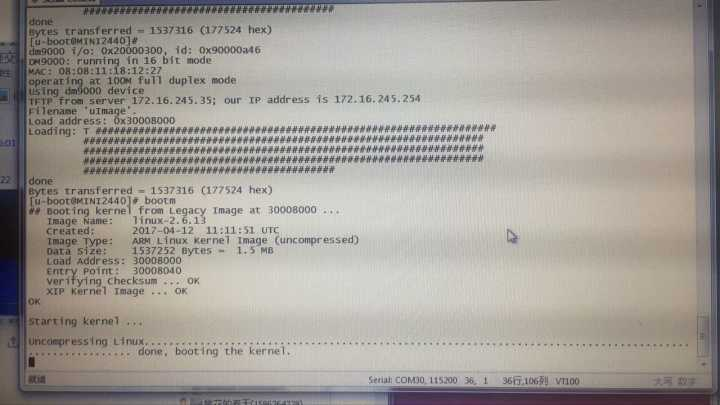 ########################################
done
Bytes transferred = 1537316 (177524 hex)
[u-boot@MINI2440]#
dm9000 i/o: 0x20000300, id: 0x90000a46
DM9000: running in 16 bit mode
MAC: 08:08:11:18:12:27
operating at 100M full duplex mode
Using dm9000 device
TFTP from server 172.16.245.35; our IP address is 172.16.245.254
Filename 'uImage'.
Load address: 0x30008000
Loading: T #################################################################
#################################################################
#################################################################
#################################################################
########################################
done
Bytes transferred = 1537316 (177524 hex)
[u-boot@MINI2440]# bootm
## Booting kernel from Legacy Image at 30008000 ...
Image Name: linux-2.6.13
Created: 2017-04-12 11:11:51 UTC
Image Type: ARM Linux Kernel Image (uncompressed)
Data Size: 1537252 Bytes = 1.5 MB
Load Address: 30008000
Entry Point: 30008040
Verifying Checksum ... OK
XIP Kernel Image ... OK
OK
Starting kernel ...
Uncompressing Linux...........................................................................................
................. done, booting the kernel.
就绪 Serial: COM30, 115200 36, 1 36行,106列 VT100 大写 数字